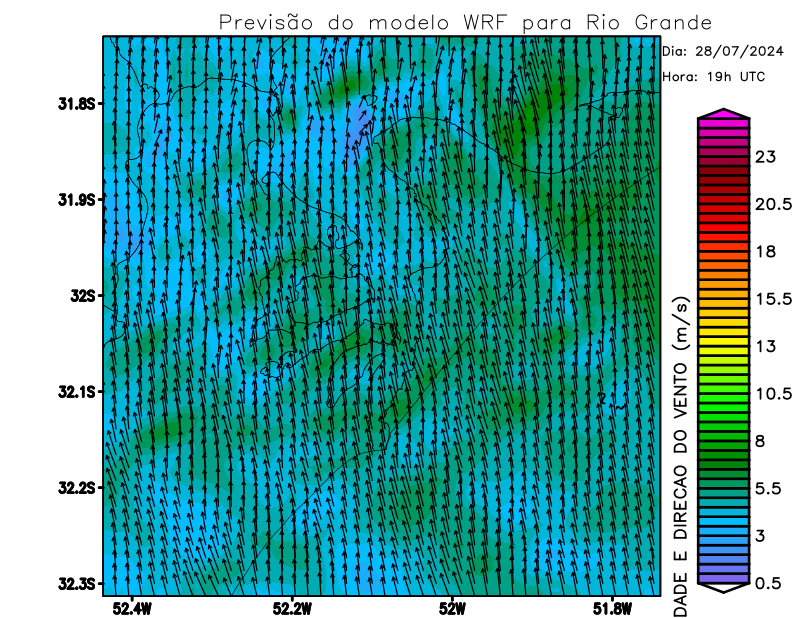 Previsão do modelo WRF para Rio Grande
Dia: 28/07/2024
Hora: 19h UTC
31.8S
31.9S
32S
32.1S
32.2S
32.3S
52.4W
52.2W
52W
51.8W
23
20.5
18
15.5
13
10.5
8
5.5
3
0.5
DADE E DIRECAO DO VENTO (m/s)